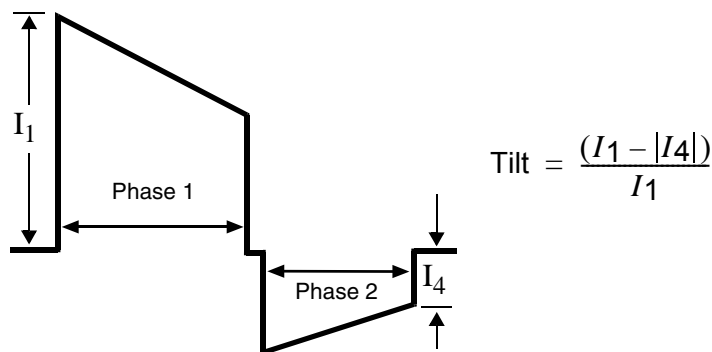 I1
Phase 1
Tilt = (I1 – |I4|)
I1
Phase 2
I4